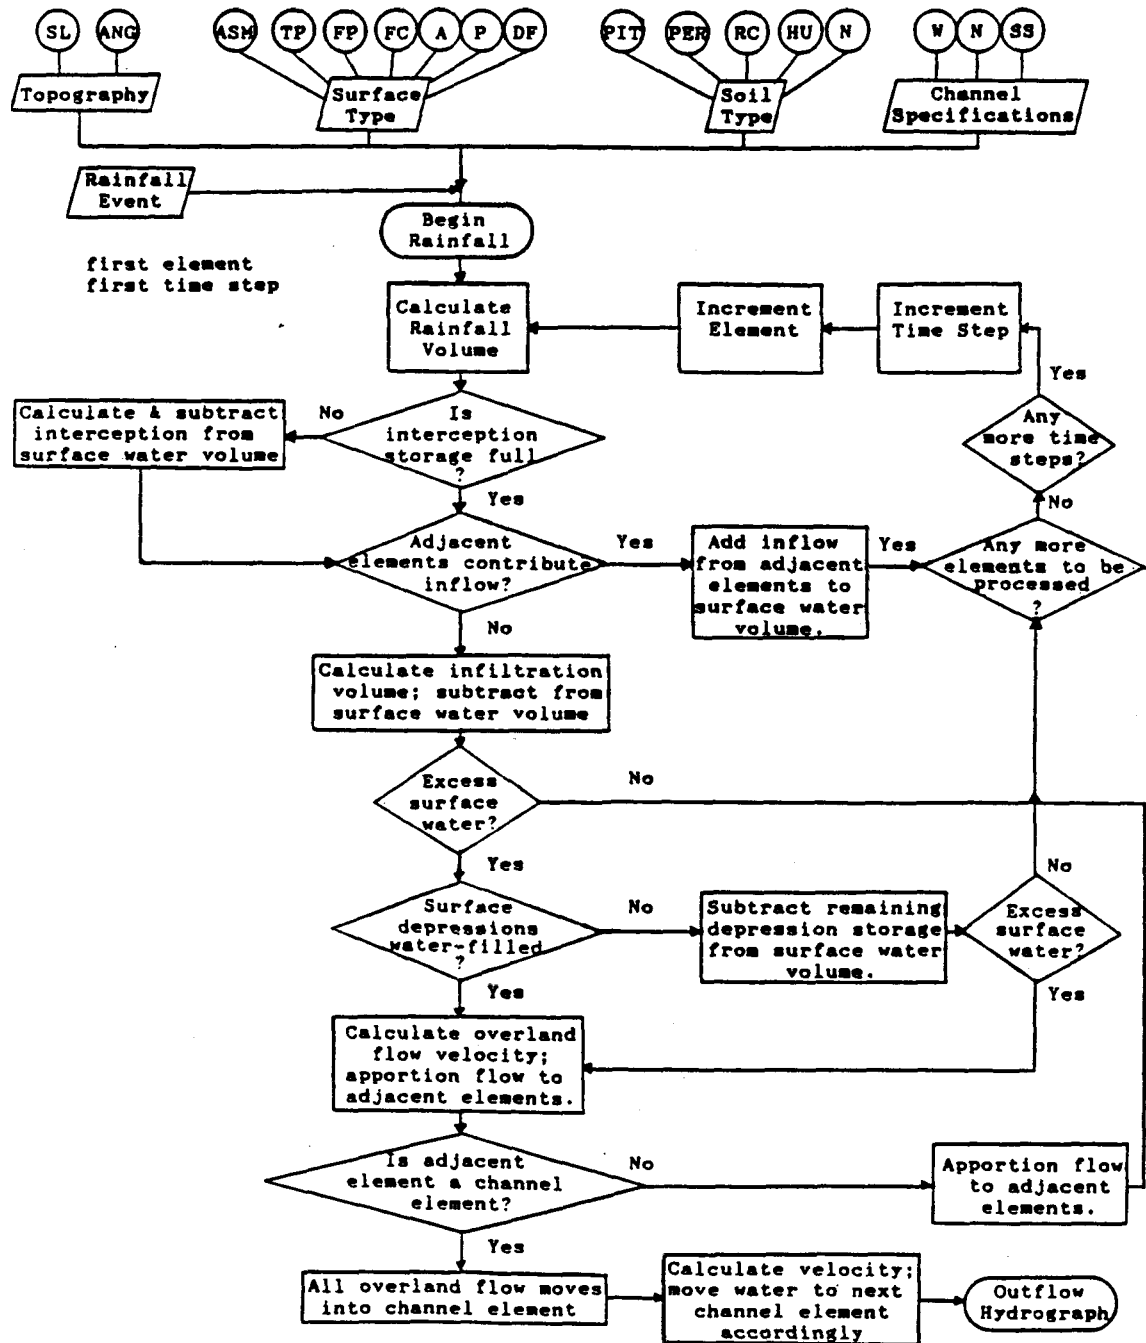 SL ANG ASM TP FP FC A P DF PIT PER RC HU N W N SS
Topography
Surface
Type
Soil
Type
Channel
Specifications
Rainfall
Event
Begin
Rainfall
first element
first time step
Calculate
Rainfall
Volume
Increment
Element
Increment
Time Step
Yes
Calculate & subtract
interception from
surface water volume
No
Is
interception
storage full
?
Any
more time
steps?
Yes
No
Adjacent
elements contribute
inflow?
Yes
Add inflow
from adjacent
elements to
surface water
volume.
Yes
Any more
elements to be
processed
?
No
Calculate infiltration
volume; subtract from
surface water volume
Excess
surface
water?
No
Yes
No
Surface
depressions
water-filled
?
No
Subtract remaining
depression storage
from surface water
volume.
Excess
surface
water?
Yes
Yes
Calculate overland
flow velocity;
apportion flow to
adjacent elements.
Is adjacent
element a channel
element?
No
Apportion flow
to adjacent
elements.
Yes
All overland flow moves
into channel element
Calculate velocity;
move water to next
channel element
accordingly
Outflow
Hydrograph